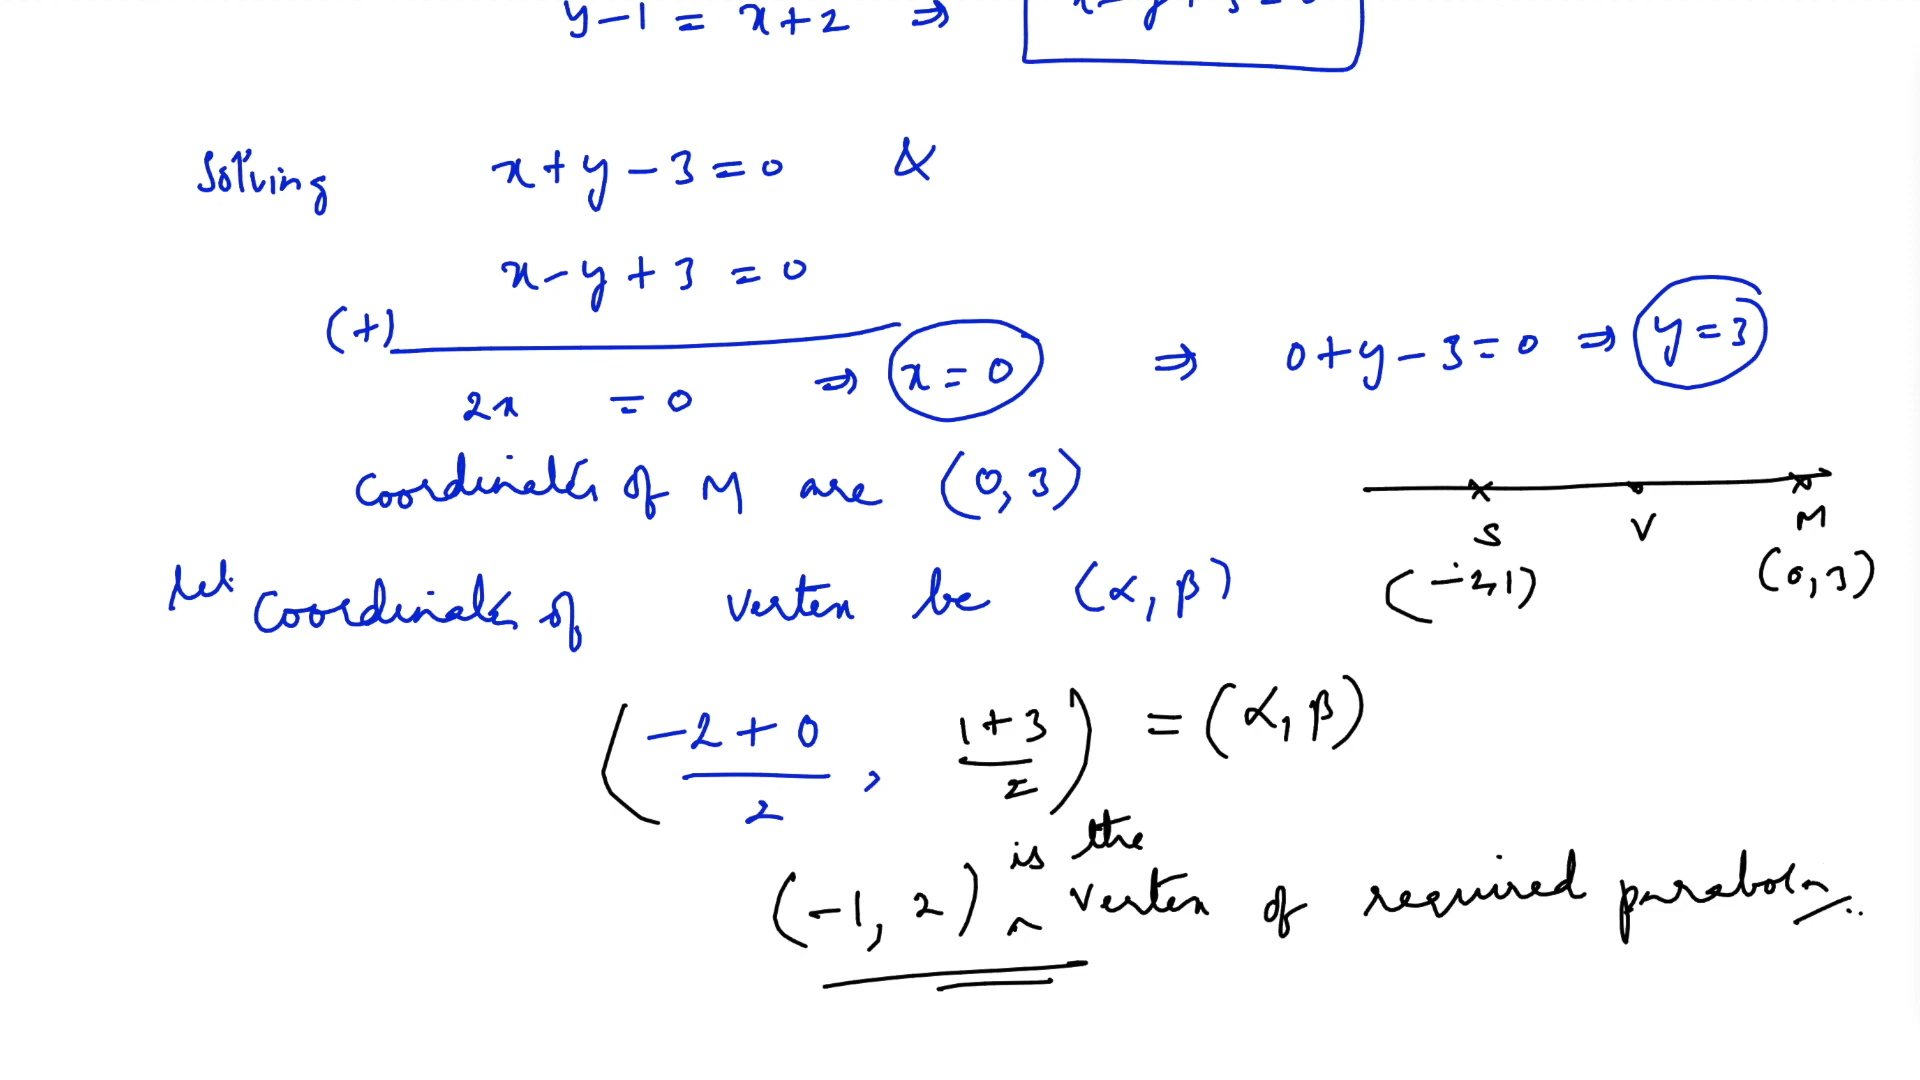 y-1 = x+2 ⇒ x-y+3=0
Solving x+y-3=0 &
x-y+3=0
(+)
2x =0 ⇒ x=0 ⇒ 0+y-3=0 ⇒ y=3
coordinates of M are (0,3)
S V M
(-2,1) (0,3)
Let coordinates of vertex be (α,β)
(-2+0/2, 1+3/2) = (α,β)
(-1,2) is the vertex of required parabola.